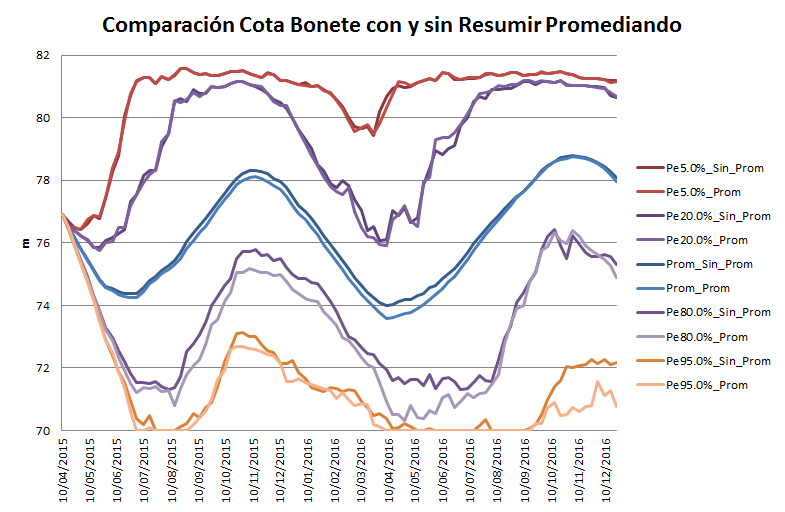 Comparación Cota Bonete con y sin Resumir Promediando
82
80
78
76
74
72
70
m
10/04/2015
10/05/2015
10/06/2015
10/07/2015
10/08/2015
10/09/2015
10/10/2015
10/11/2015
10/12/2015
10/01/2016
10/02/2016
10/03/2016
10/04/2016
10/05/2016
10/06/2016
10/07/2016
10/08/2016
10/09/2016
10/10/2016
10/11/2016
10/12/2016
Pe5.0%_Sin_Prom
Pe5.0%_Prom
Pe20.0%_Sin_Prom
Pe20.0%_Prom
Prom_Sin_Prom
Prom_Prom
Pe80.0%_Sin_Prom
Pe80.0%_Prom
Pe95.0%_Sin_Prom
Pe95.0%_Prom